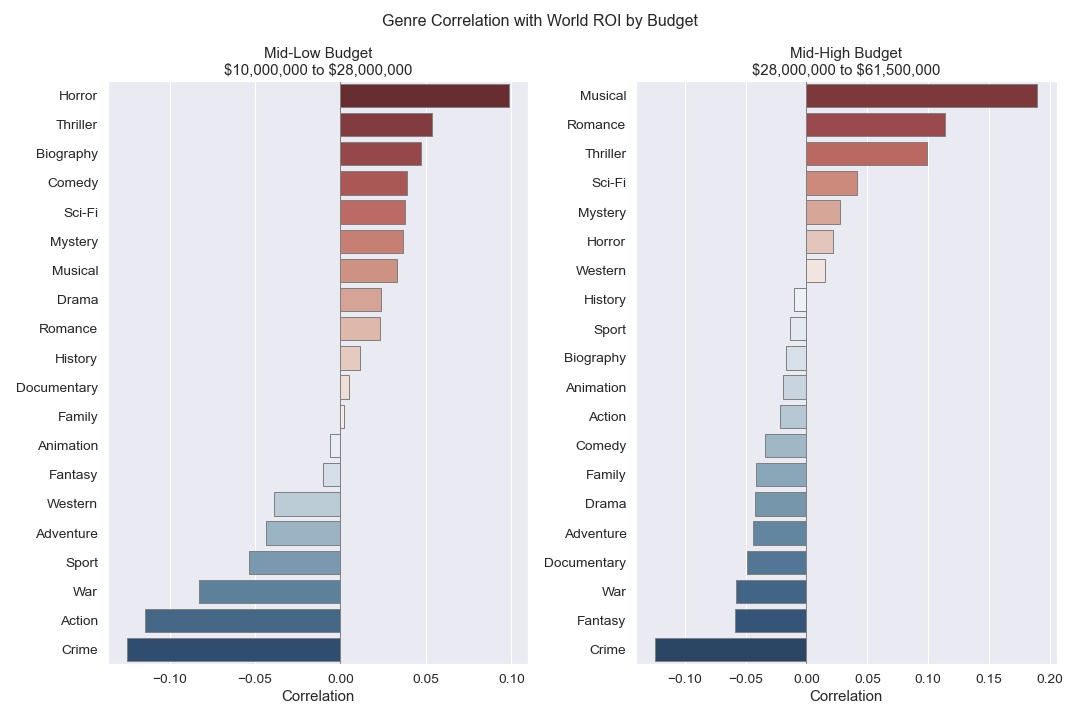 Genre Correlation with World ROI by Budget
Mid-Low Budget
$10,000,000 to $28,000,000
Horror
Thriller
Biography
Comedy
Sci-Fi
Mystery
Musical
Drama
Romance
History
Documentary
Family
Animation
Fantasy
Western
Adventure
Sport
War
Action
Crime
−0.10 −0.05 0.00 0.05 0.10
Correlation
Mid-High Budget
$28,000,000 to $61,500,000
Musical
Romance
Thriller
Sci-Fi
Mystery
Horror
Western
History
Sport
Biography
Animation
Action
Comedy
Family
Drama
Adventure
Documentary
War
Fantasy
Crime
−0.10 −0.05 0.00 0.05 0.10 0.15 0.20
Correlation